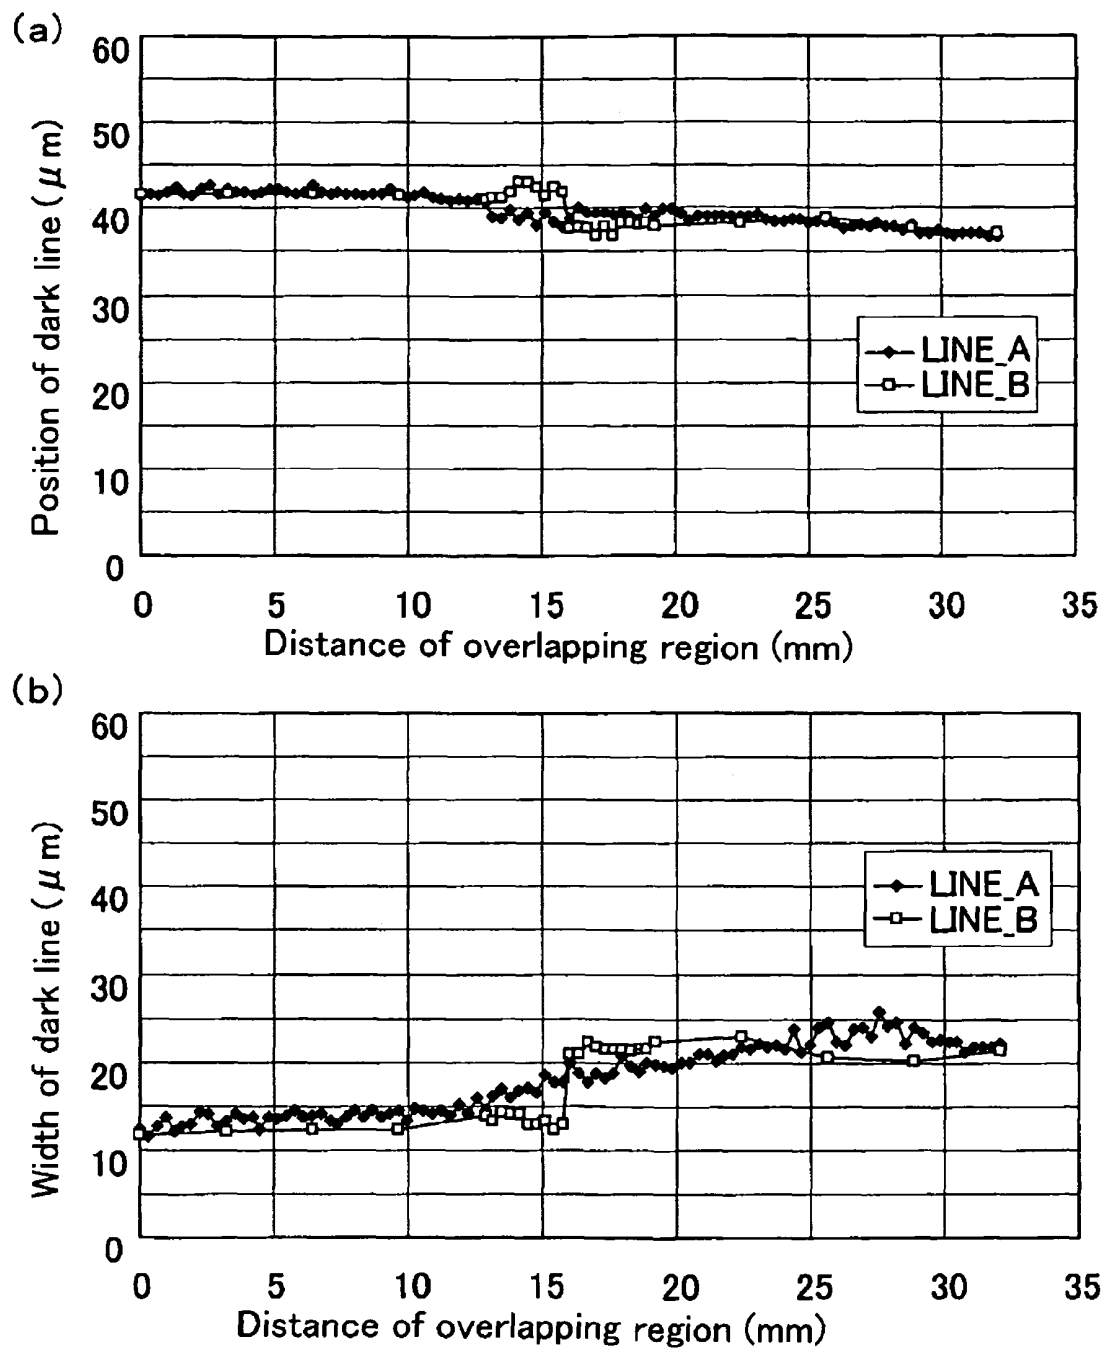 (a)
60
50
40
30
20
10
0
Position of dark line (μm)
0 5 10 15 20 25 30 35
Distance of overlapping region (mm)
LINE_A
LINE_B
(b)
60
50
40
30
20
10
0
Width of dark line (μm)
0 5 10 15 20 25 30 35
Distance of overlapping region (mm)
LINE_A
LINE_B